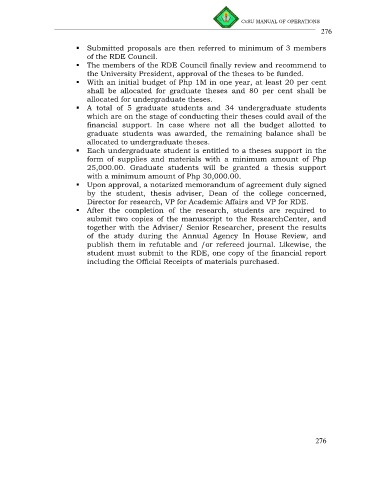 CvSU MANUAL OF OPERATIONS
276
▪ Submitted proposals are then referred to minimum of 3 members
of the RDE Council.
▪ The members of the RDE Council finally review and recommend to
the University President, approval of the theses to be funded.
▪ With an initial budget of Php 1M in one year, at least 20 per cent
shall be allocated for graduate theses and 80 per cent shall be
allocated for undergraduate theses.
▪ A total of 5 graduate students and 34 undergraduate students
which are on the stage of conducting their theses could avail of the
financial support. In case where not all the budget allotted to
graduate students was awarded, the remaining balance shall be
allocated to undergraduate theses.
▪ Each undergraduate student is entitled to a theses support in the
form of supplies and materials with a minimum amount of Php
25,000.00. Graduate students will be granted a thesis support
with a minimum amount of Php 30,000.00.
▪ Upon approval, a notarized memorandum of agreement duly signed
by the student, thesis adviser, Dean of the college concerned,
Director for research, VP for Academic Affairs and VP for RDE.
▪ After the completion of the research, students are required to
submit two copies of the manuscript to the ResearchCenter, and
together with the Adviser/ Senior Researcher, present the results
of the study during the Annual Agency In House Review, and
publish them in refutable and /or refereed journal. Likewise, the
student must submit to the RDE, one copy of the financial report
including the Official Receipts of materials purchased.
276